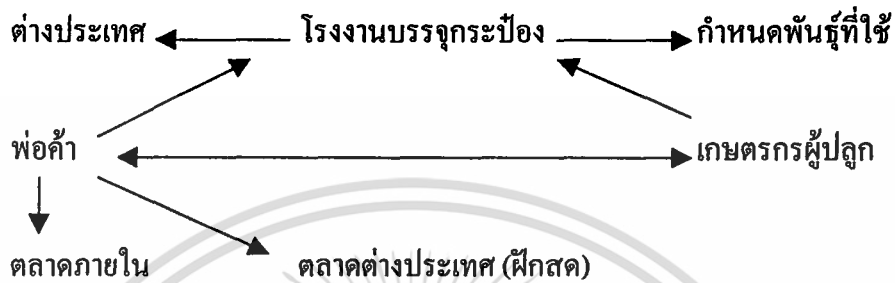 ต่างประเทศ โรงงานบรรจุกระป๋อง กำหนดพันธุ์ที่ใช้
พ่อค้า เกษตรกรผู้ปลูก
ตลาดภายใน ตลาดต่างประเทศ (ฝักสด)